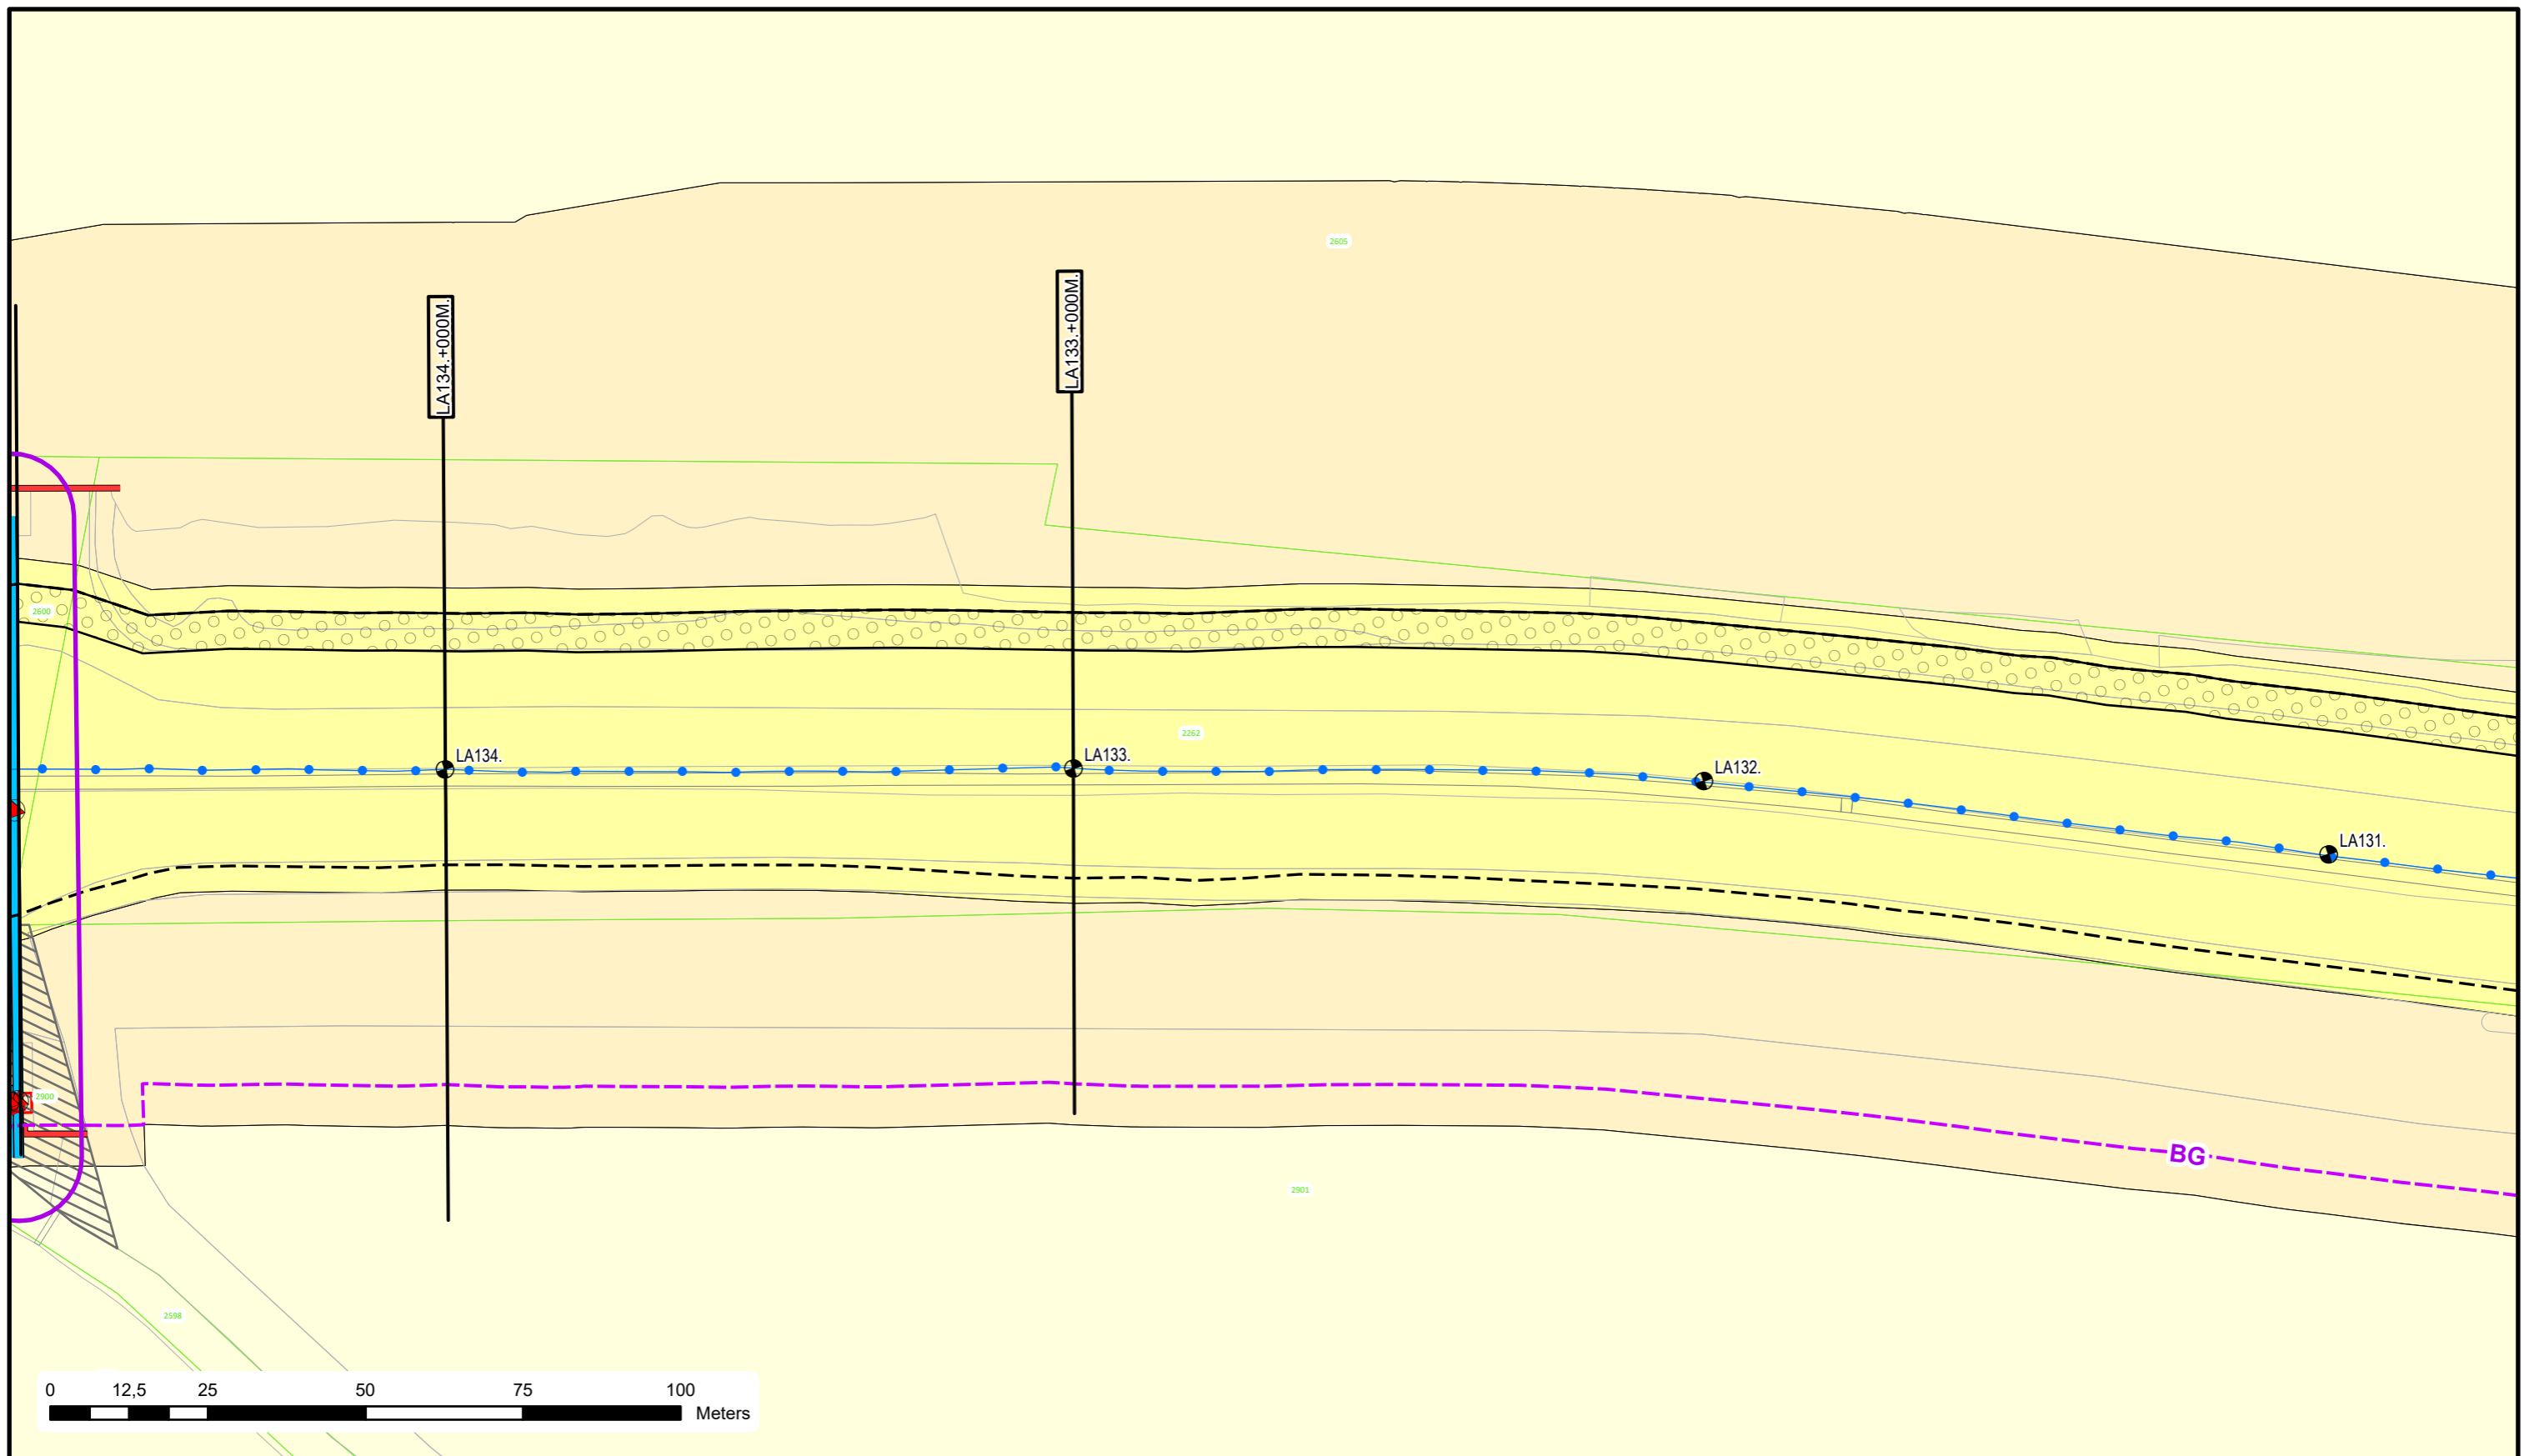 2605
LA134.+000M.
LA133.+000M.
2600
2262
LA134.
LA133.
LA132.
LA131.
2900
BG
2901
2598
0 12,5 25 50 75 100
Meters